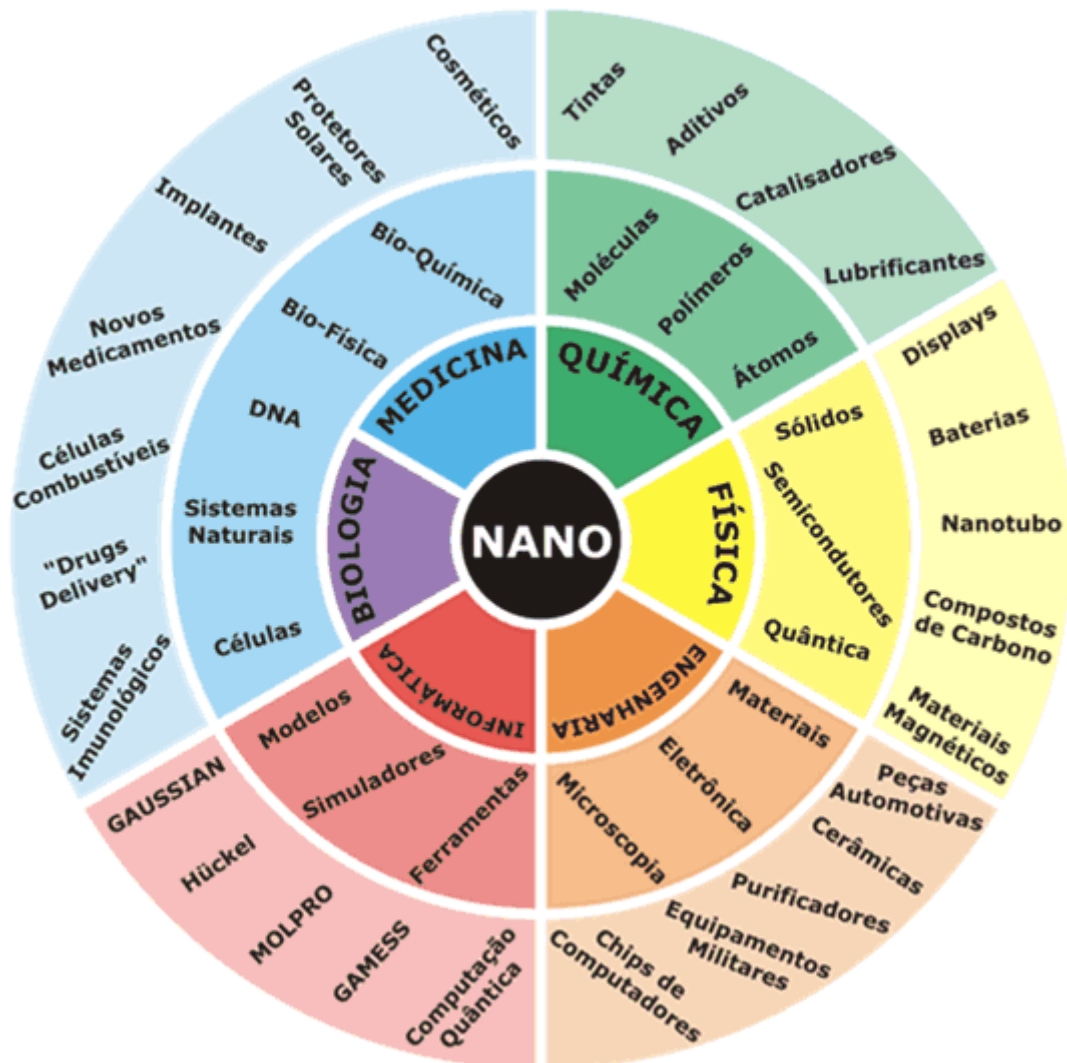 NANO
MEDICINA
QUÍMICA
FÍSICA
ENGENHARIA
INFORMÁTICA
BIOLOGIA
Bio-Química
Bio-Física
DNA
Sistemas
Naturais
Células
Moléculas
Polímeros
Átomos
Sólidos
Semicondutores
Quântica
Materiais
Eletrônica
Microscopia
Ferramentas
Simuladores
Modelos
Cosméticos
Protetores
Solares
Implantes
Novos
Medicamentos
Células
Combustíveis
"Drugs
Delivery"
Sistemas
Imunológicos
Tintas
Aditivos
Catalisadores
Lubrificantes
Displays
Baterias
Nanotubo
Compostos
de Carbono
Materiais
Magnéticos
Peças
Automotivas
Cerâmicas
Purificadores
Equipamentos
Militares
Chips de
Computadores
Computação
Quântica
GAMESS
MOLPRO
Hückel
GAUSSIAN